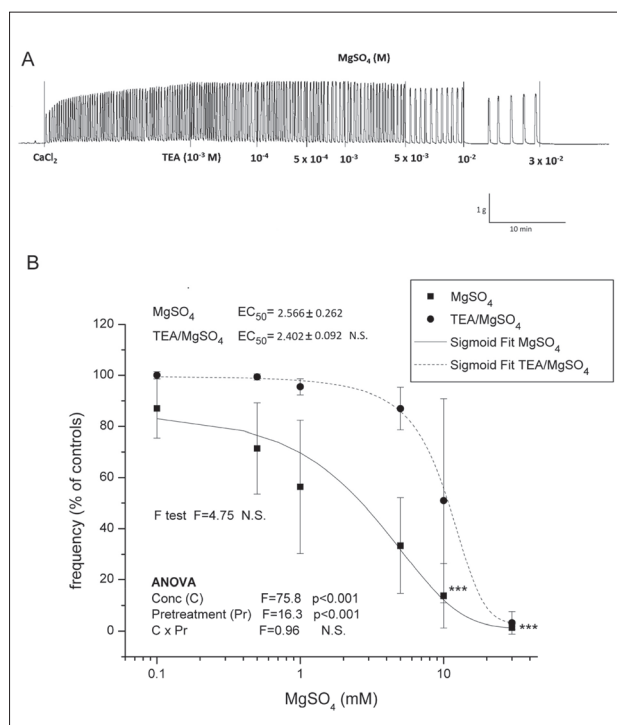 A
MgSO₄ (M)
CaCl₂
TEA (10⁻³ M)
10⁻⁴
5 x 10⁻⁴
10⁻³
5 x 10⁻³
10⁻²
3 x 10⁻²
1 g
10 min
B
MgSO₄ EC₅₀= 2.566± 0.262
TEA/MgSO₄ EC₅₀= 2.402± 0.092 N.S.
MgSO₄
TEA/MgSO₄
Sigmoid Fit MgSO₄
Sigmoid Fit TEA/MgSO₄
frequency (% of controls)
120
100
80
60
40
20
0
F test F=4.75 N.S.
ANOVA
Conc (C) F=75.8 p<0.001
Pretreatment (Pr) F=16.3 p<0.001
C x Pr F=0.96 N.S.
***
***
0.1
1
10
MgSO₄ (mM)